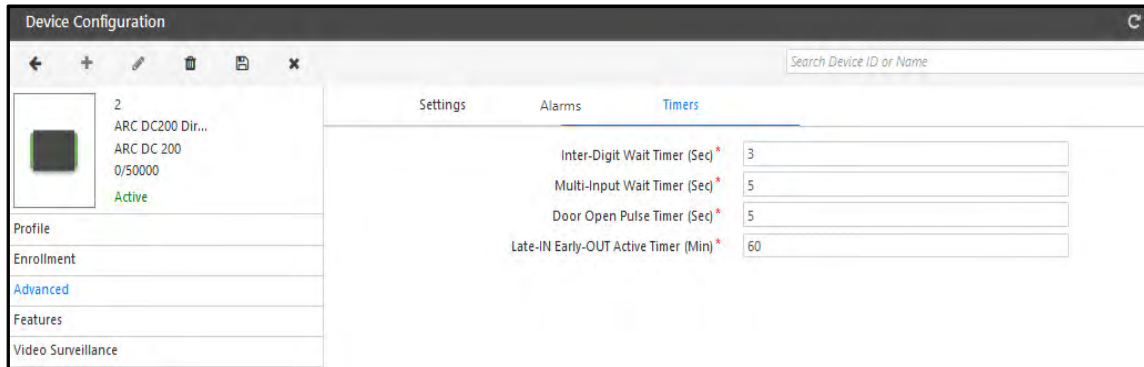 Device Configuration
Search Device ID or Name
2
ARC DC200 Dir...
ARC DC 200
0/50000
Active
Profile
Enrollment
Advanced
Features
Video Surveillance
Settings Alarms Timers
Inter-Digit Wait Timer (Sec)* 3
Multi-Input Wait Timer (Sec)* 5
Door Open Pulse Timer (Sec)* 5
Late-IN Early-OUT Active Timer (Min)* 60